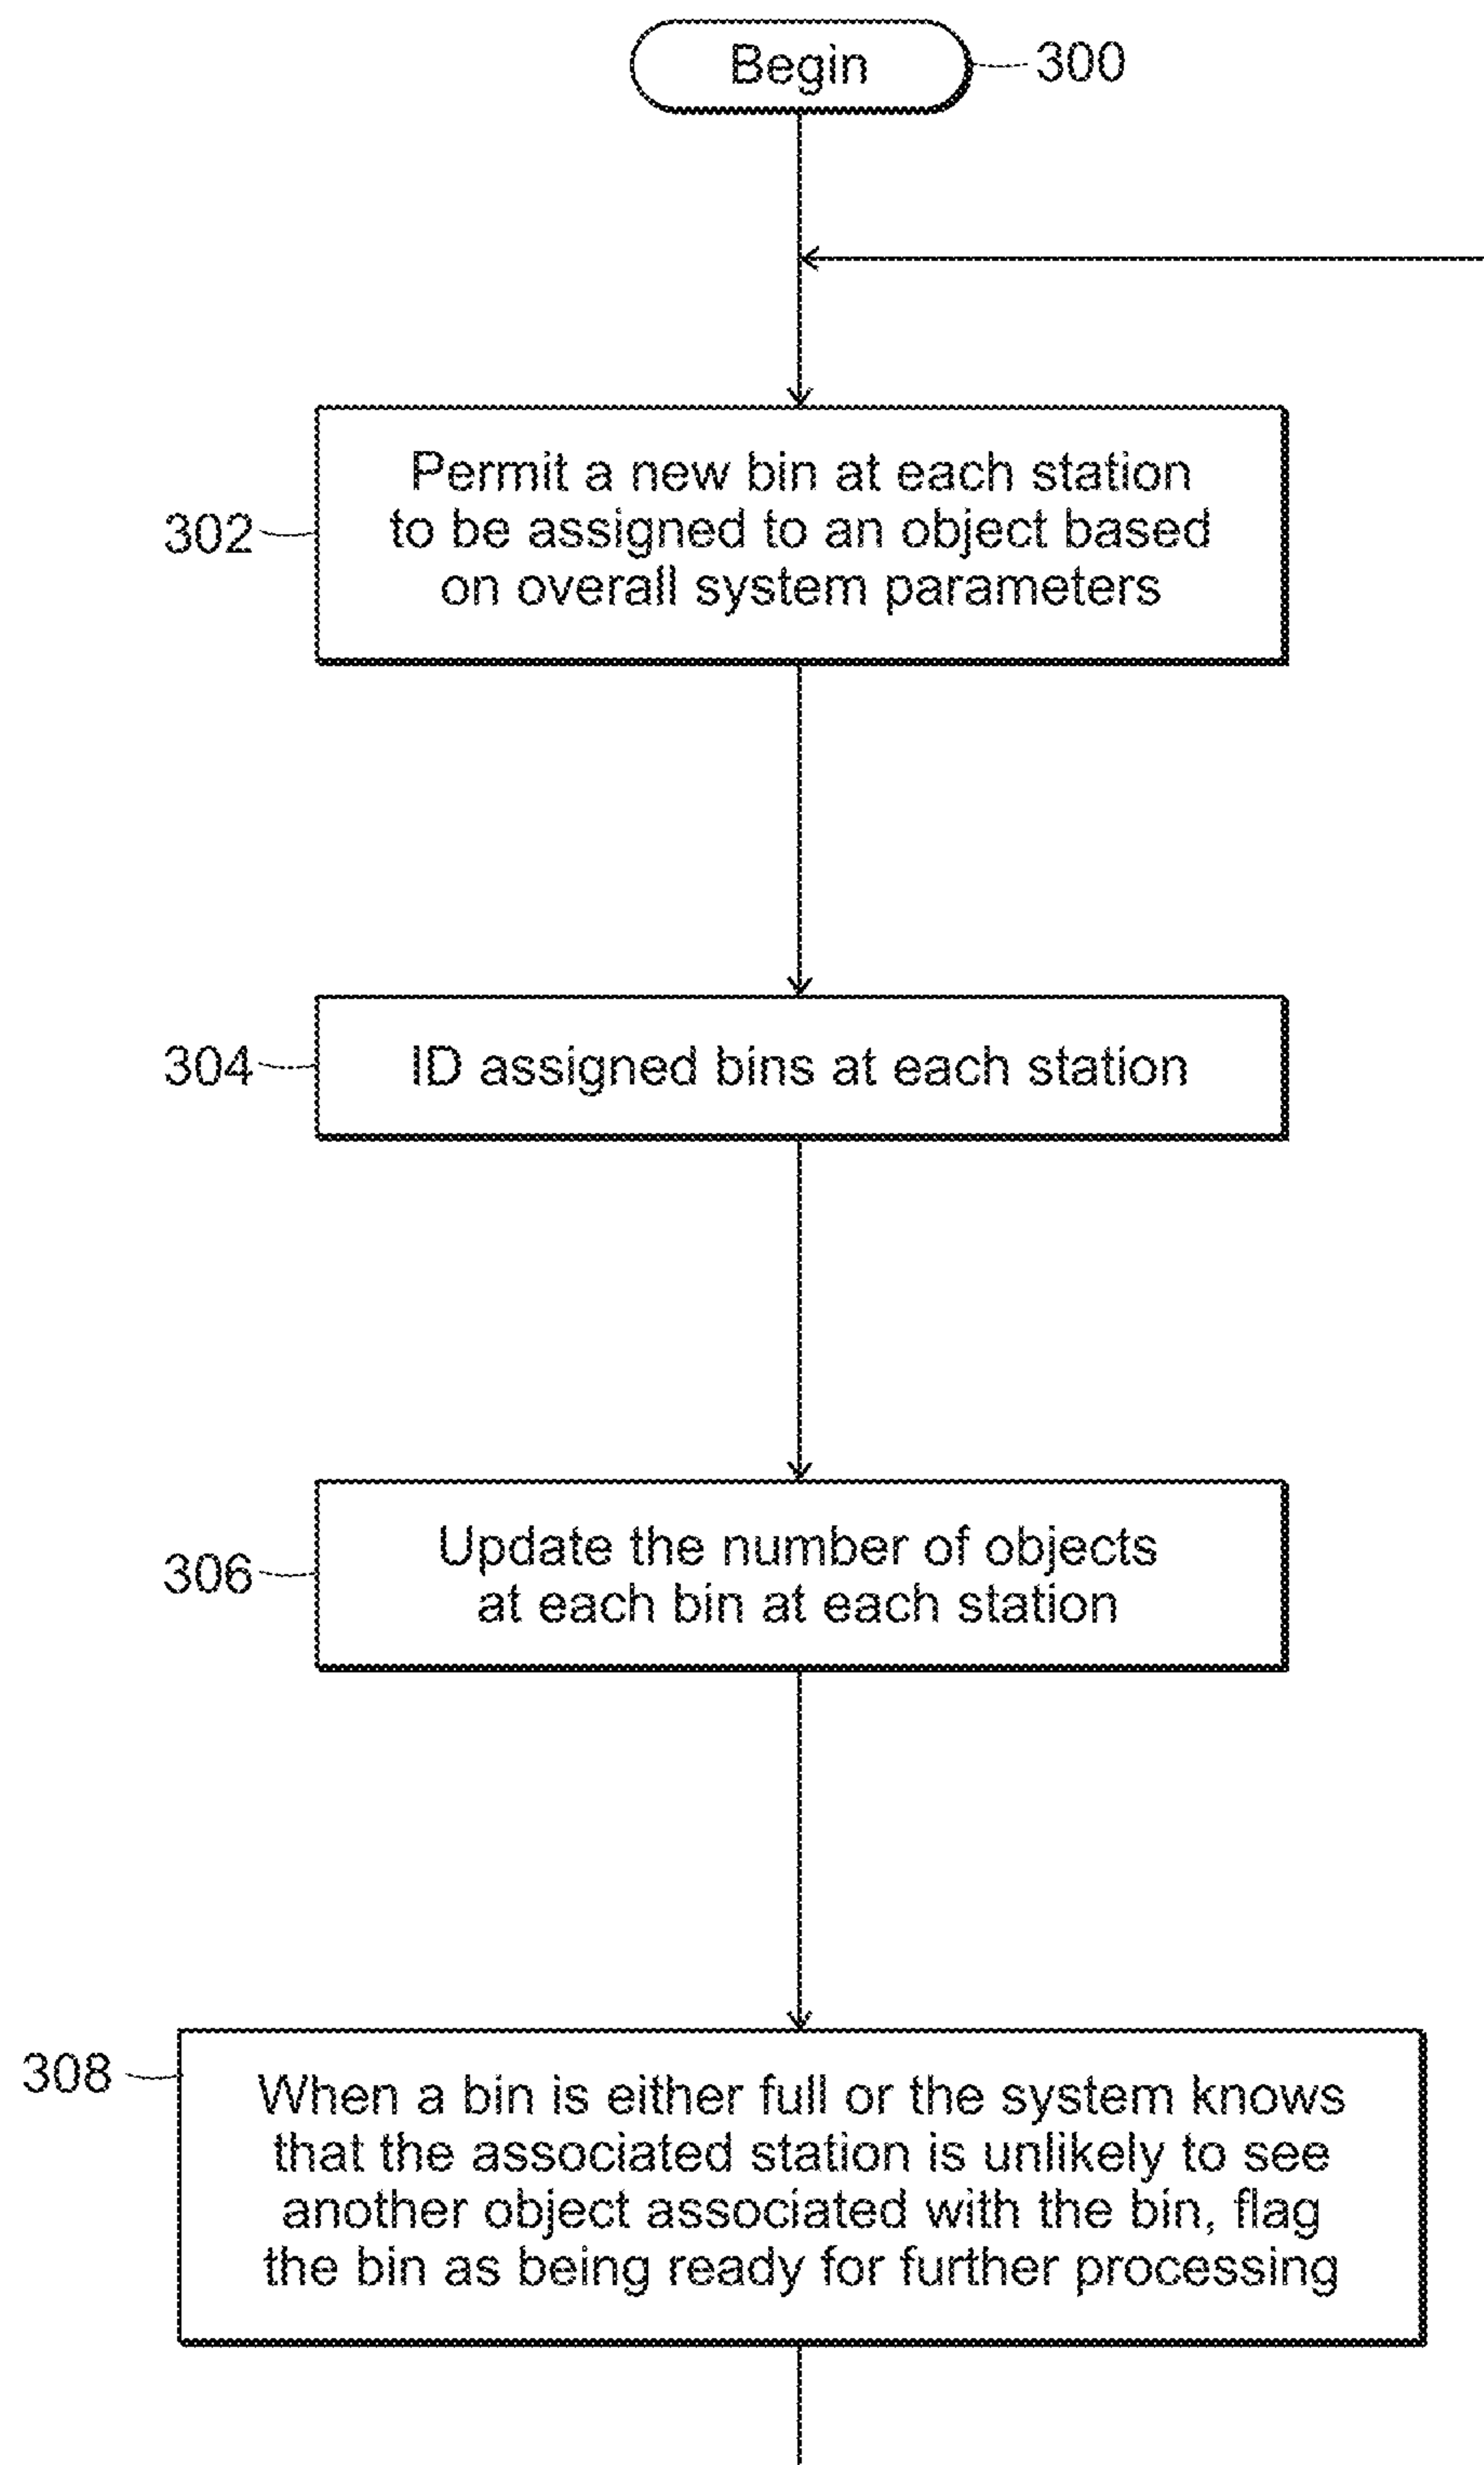 Begin
300
Permit a new bin at each station
to be assigned to an object based
on overall system parameters
302
ID assigned bins at each station
304
Update the number of objects
at each bin at each station
306
308
When a bin is either full or the system knows
that the associated station is unlikely to see
another object associated with the bin, flag
the bin as being ready for further processing